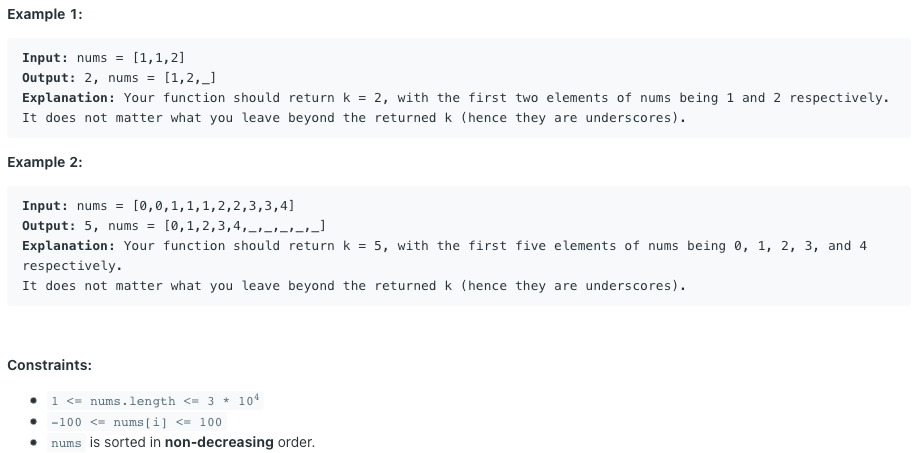 Example 1:
Input: nums = [1,1,2]
Output: 2, nums = [1,2,_]
Explanation: Your function should return k = 2, with the first two elements of nums being 1 and 2 respectively.
It does not matter what you leave beyond the returned k (hence they are underscores).
Example 2:
Input: nums = [0,0,1,1,1,2,2,3,3,4]
Output: 5, nums = [0,1,2,3,4,_,_,_,_,_]
Explanation: Your function should return k = 5, with the first five elements of nums being 0, 1, 2, 3, and 4
respectively.
It does not matter what you leave beyond the returned k (hence they are underscores).
Constraints:
• 1 <= nums.length <= 3 * 10⁴
• -100 <= nums[i] <= 100
• nums is sorted in non-decreasing order.